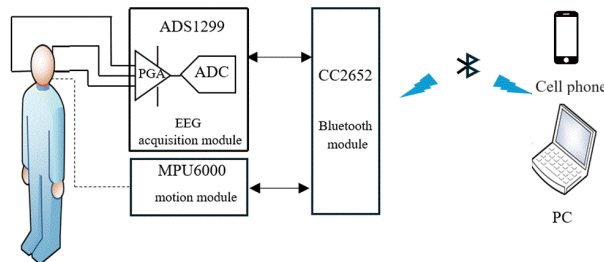 ADS1299
PGA
ADC
EEG
acquisition module
MPU6000
motion module
CC2652
Bluetooth
module
Cell phone
PC